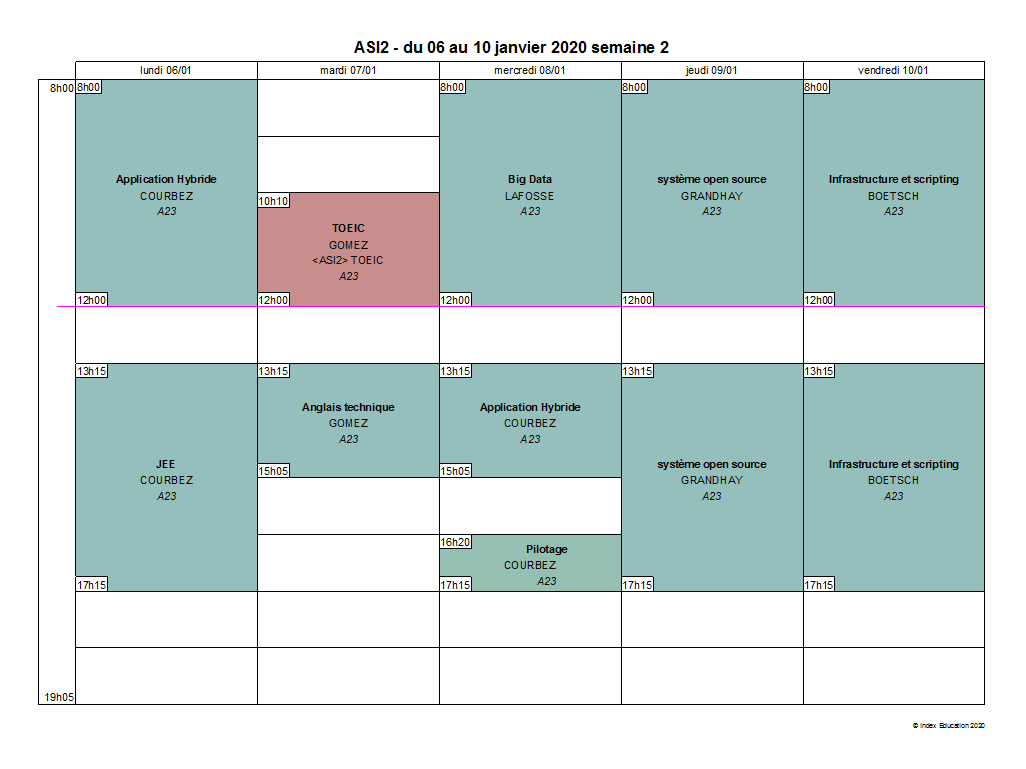 ASI2 - du 06 au 10 janvier 2020 semaine 2
lundi 06/01
mardi 07/01
mercredi 08/01
jeudi 09/01
vendredi 10/01
8h00
8h00
Application Hybride
COURBEZ
A23
12h00
13h15
JEE
COURBEZ
A23
17h15
10h10
TOEIC
GOMEZ
<ASI2> TOEIC
A23
12h00
13h15
Anglais technique
GOMEZ
A23
15h05
8h00
Big Data
LAFOSSE
A23
12h00
13h15
Application Hybride
COURBEZ
A23
15h05
16h20
Pilotage
COURBEZ
A23
17h15
8h00
système open source
GRANDHAY
A23
12h00
13h15
système open source
GRANDHAY
A23
17h15
8h00
Infrastructure et scripting
BOETSCH
A23
12h00
13h15
Infrastructure et scripting
BOETSCH
A23
17h15
19h05
© Index Education 2020